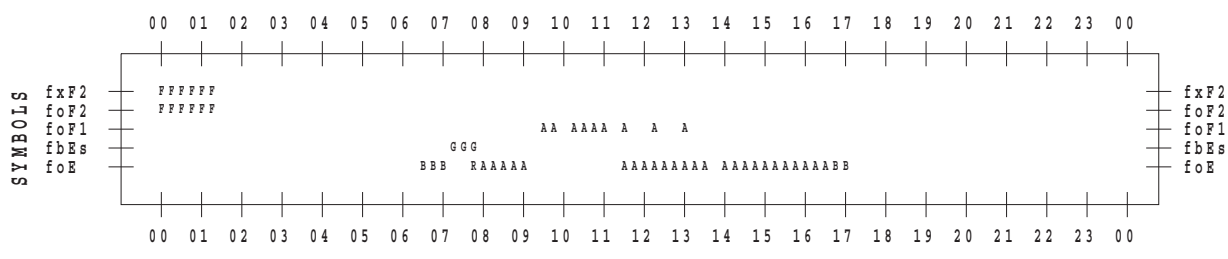 00 01 02 03 04 05 06 07 08 09 10 11 12 13 14 15 16 17 18 19 20 21 22 23 00
SYMBOLS
fxF2 FFFFFF fxF2
foF2 FFFFFF foF2
foF1 AA AAAA A A A foF1
fbEs GGG fbEs
foE BBB RAAAAA AAAAAAAAA AAAAAAAAAAABB foE
00 01 02 03 04 05 06 07 08 09 10 11 12 13 14 15 16 17 18 19 20 21 22 23 00